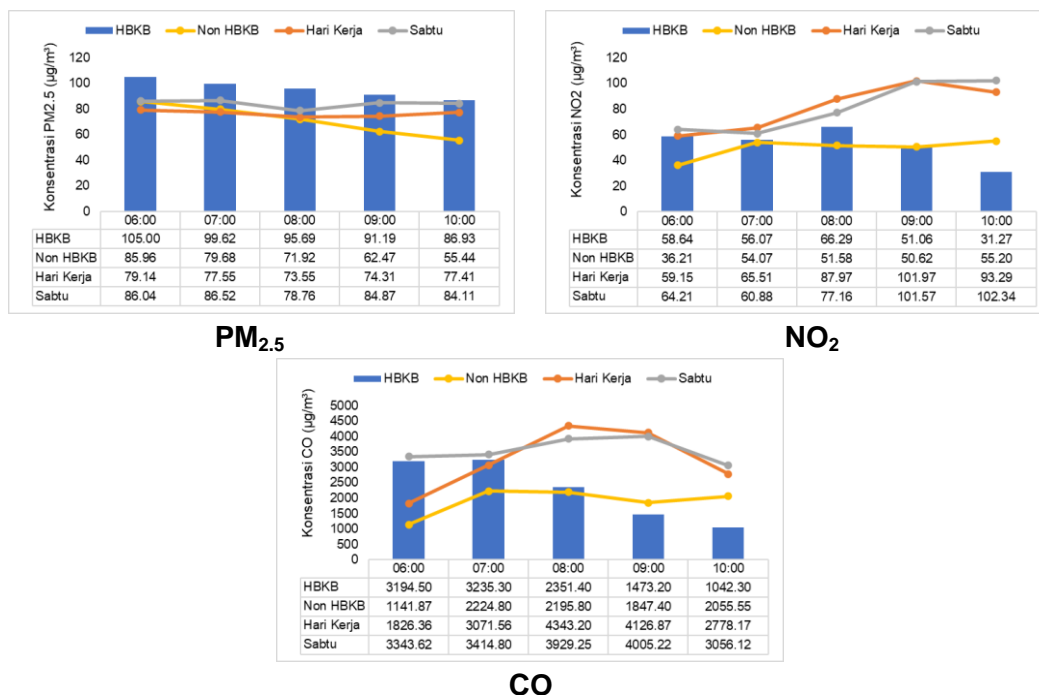 HBKB Non HBKB Hari Kerja Sabtu
Konsentrasi PM2.5 (µg/m³)
120
100
80
60
40
20
0
06:00 07:00 08:00 09:00 10:00
HBKB 105.00 99.62 95.69 91.19 86.93
Non HBKB 85.96 79.68 71.92 62.47 55.44
Hari Kerja 79.14 77.55 73.55 74.31 77.41
Sabtu 86.04 86.52 78.76 84.87 84.11
PM2.5
HBKB Non HBKB Hari Kerja Sabtu
Konsentrasi NO2 (µg/m³)
120
100
80
60
40
20
0
06:00 07:00 08:00 09:00 10:00
HBKB 58.64 56.07 66.29 51.06 31.27
Non HBKB 36.21 54.07 51.58 50.62 55.20
Hari Kerja 59.15 65.51 87.97 101.97 93.29
Sabtu 64.21 60.88 77.16 101.57 102.34
NO2
HBKB Non HBKB Hari Kerja Sabtu
Konsentrasi CO (µg/m³)
5000
4500
4000
3500
3000
2500
2000
1500
1000
500
0
06:00 07:00 08:00 09:00 10:00
HBKB 3194.50 3235.30 2351.40 1473.20 1042.30
Non HBKB 1141.87 2224.80 2195.80 1847.40 2055.55
Hari Kerja 1826.36 3071.56 4343.20 4126.87 2778.17
Sabtu 3343.62 3414.80 3929.25 4005.22 3056.12
CO